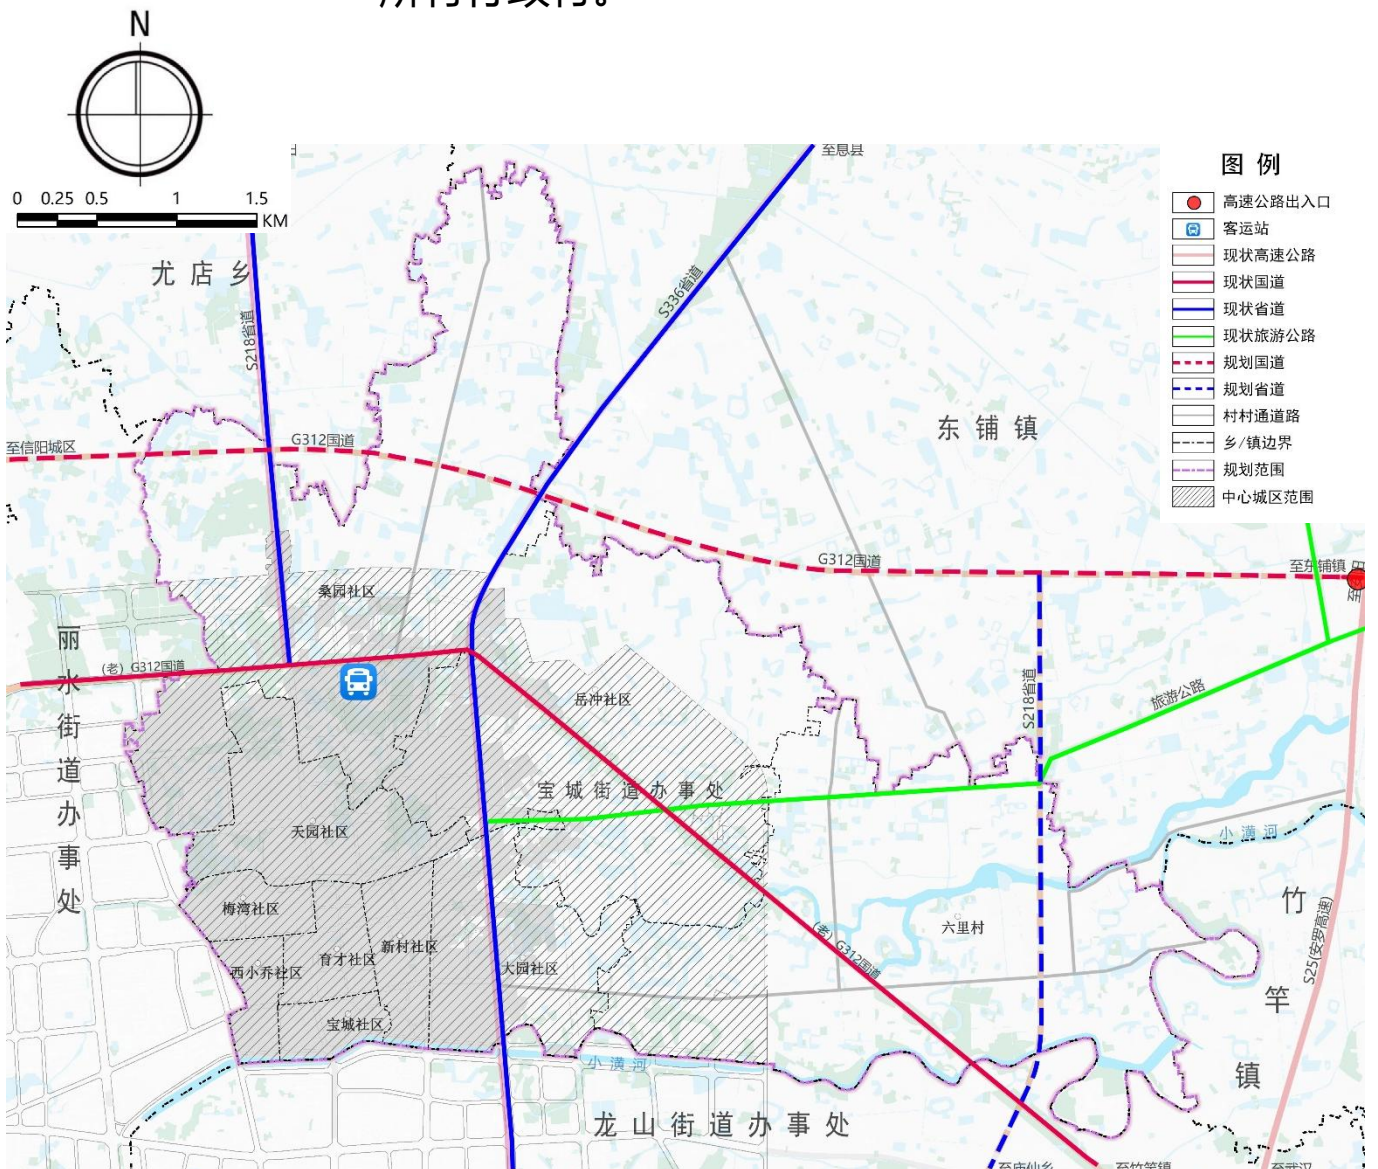 N
0 0.25 0.5 1 1.5
KM
图例
高速公路出入口
客运站
现状高速公路
现状国道
现状省道
现状旅游公路
规划国道
规划省道
村村通道路
乡/镇边界
规划范围
中心城区范围
至息县
尤店乡
S218省道
S336省道
东铺镇
至信阳城区
G312国道
G312国道
至东铺镇
桑园社区
丽水街道办事处
(老) G312国道
岳冲社区
S218省道
旅游公路
宝城街道办事处
天园社区
小潢河
竹竿镇
梅湾社区
六里村
新村社区
育才社区
西小乔社区
大园社区
(老) G312国道
S25(安罗高速)
宝城社区
小潢河
龙山街道办事处
至庙仙乡
至竹竿镇
至武汉